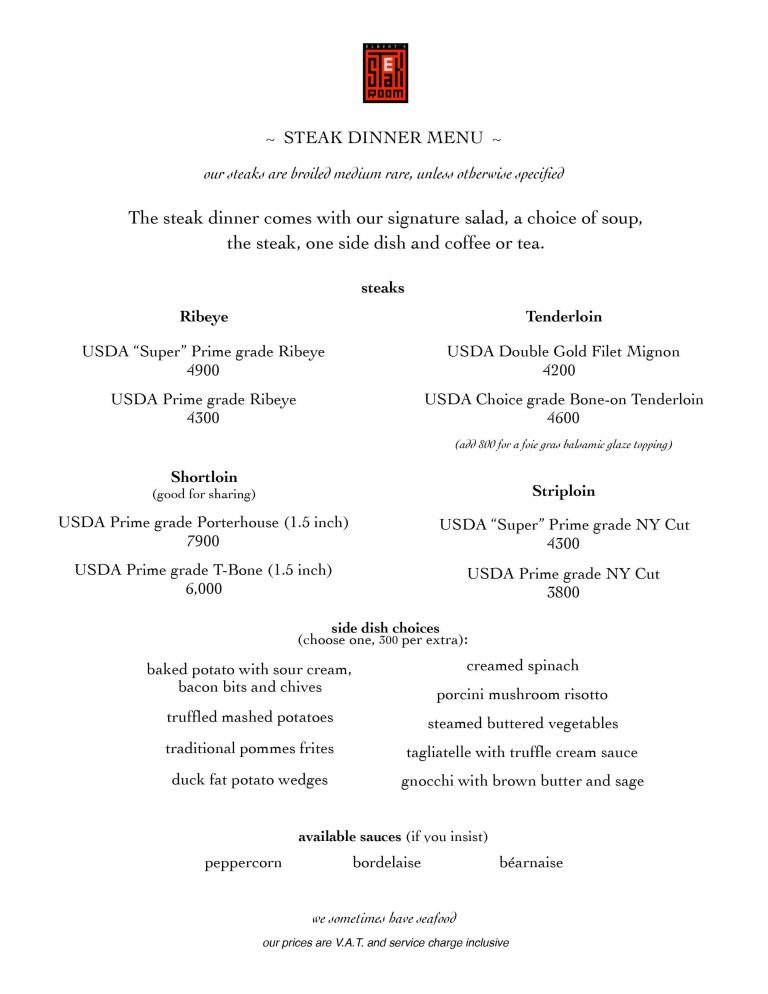 ELBERT'S
STEaK
ROOM
~ STEAK DINNER MENU ~
our steaks are broiled medium rare, unless otherwise specified
The steak dinner comes with our signature salad, a choice of soup,
the steak, one side dish and coffee or tea.
steaks
Ribeye
USDA “Super” Prime grade Ribeye
4900
USDA Prime grade Ribeye
4300
Tenderloin
USDA Double Gold Filet Mignon
4200
USDA Choice grade Bone-on Tenderloin
4600
(add 800 for a foie gras balsamic glaze topping)
Shortloin
(good for sharing)
USDA Prime grade Porterhouse (1.5 inch)
7900
USDA Prime grade T-Bone (1.5 inch)
6,000
Striploin
USDA “Super” Prime grade NY Cut
4300
USDA Prime grade NY Cut
3800
side dish choices
(choose one, 300 per extra):
baked potato with sour cream,
bacon bits and chives
truffled mashed potatoes
traditional pommes frites
duck fat potato wedges
creamed spinach
porcini mushroom risotto
steamed buttered vegetables
tagliatelle with truffle cream sauce
gnocchi with brown butter and sage
available sauces (if you insist)
peppercorn bordelaise béarnaise
we sometimes have seafood
our prices are V.A.T. and service charge inclusive